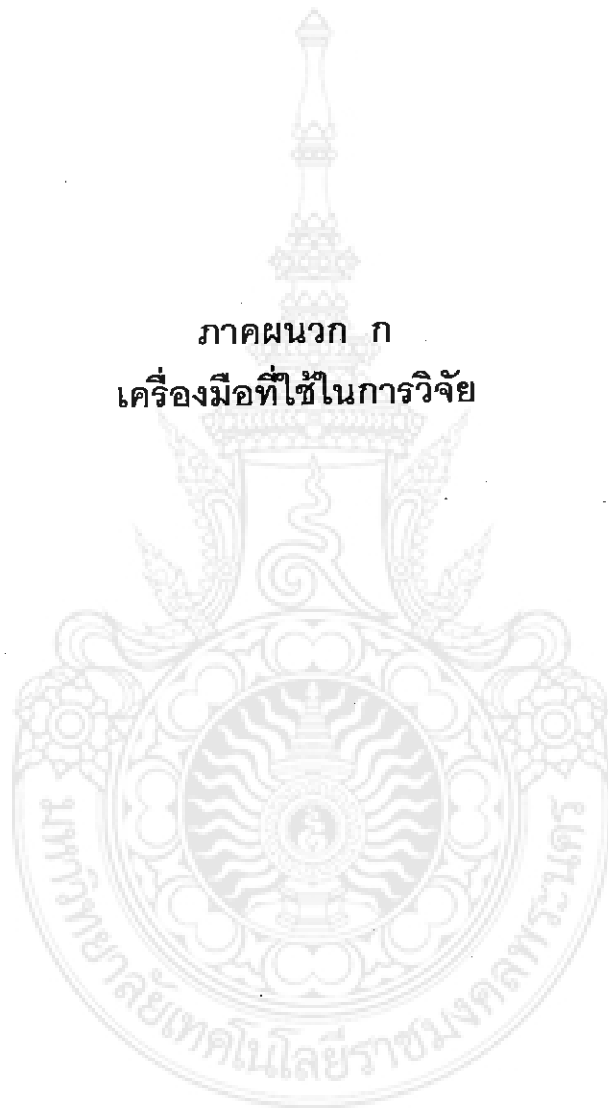 ภาคผนวก ก
เครื่องมือที่ใช้ในการวิจัย
มหาวิทยาลัยเทคโนโลยีราชมงคลพระนคร